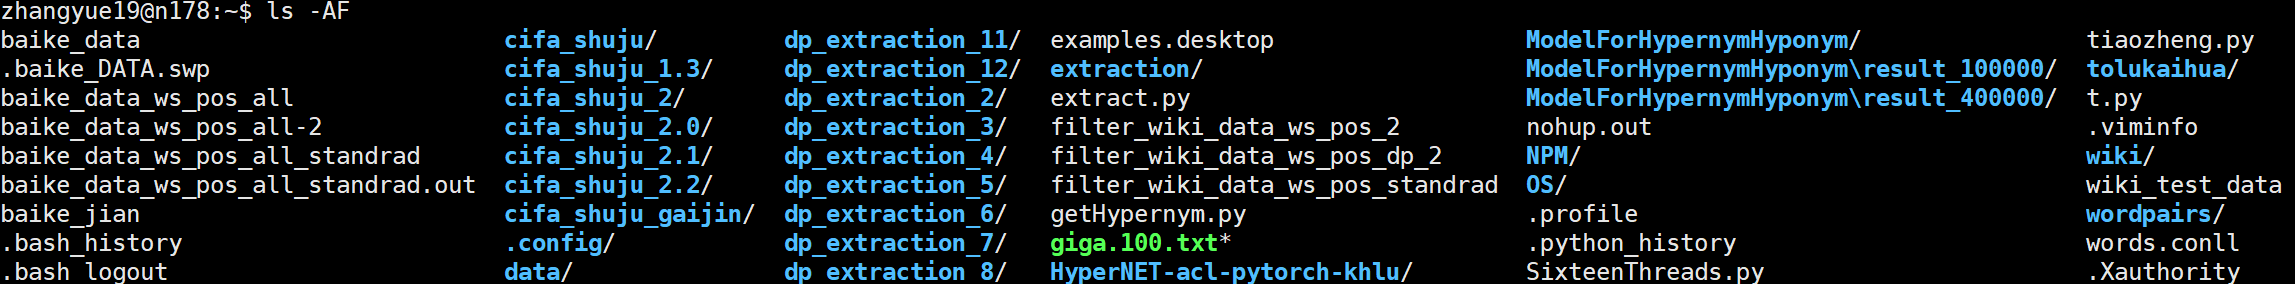 zhangyue19@n178:~$ ls -AF
baike_data cifa_shuju/ dp_extraction_11/ examples.desktop ModelForHypernymHyponym/ tiaozheng.py
.baike_DATA.swp cifa_shuju_1.3/ dp_extraction_12/ extraction/ ModelForHypernymHyponym\result_100000/ tolukaihua/
baike_data_ws_pos_all cifa_shuju_2/ dp_extraction_2/ extract.py ModelForHypernymHyponym\result_400000/ t.py
baike_data_ws_pos_all-2 cifa_shuju_2.0/ dp_extraction_3/ filter_wiki_data_ws_pos_2 nohup.out .viminfo
baike_data_ws_pos_all_standrad cifa_shuju_2.1/ dp_extraction_4/ filter_wiki_data_ws_pos_dp_2 NPM/ wiki/
baike_data_ws_pos_all_standrad.out cifa_shuju_2.2/ dp_extraction_5/ filter_wiki_data_ws_pos_standrad OS/ wiki_test_data
baike_jian cifa_shuju_gaijin/ dp_extraction_6/ getHypernym.py .profile wordpairs/
.bash_history .config/ dp_extraction_7/ giga.100.txt* .python_history words.conll
.bash_logout data/ dp_extraction_8/ HyperNET-acl-pytorch-khlu/ SixteenThreads.py .Xauthority